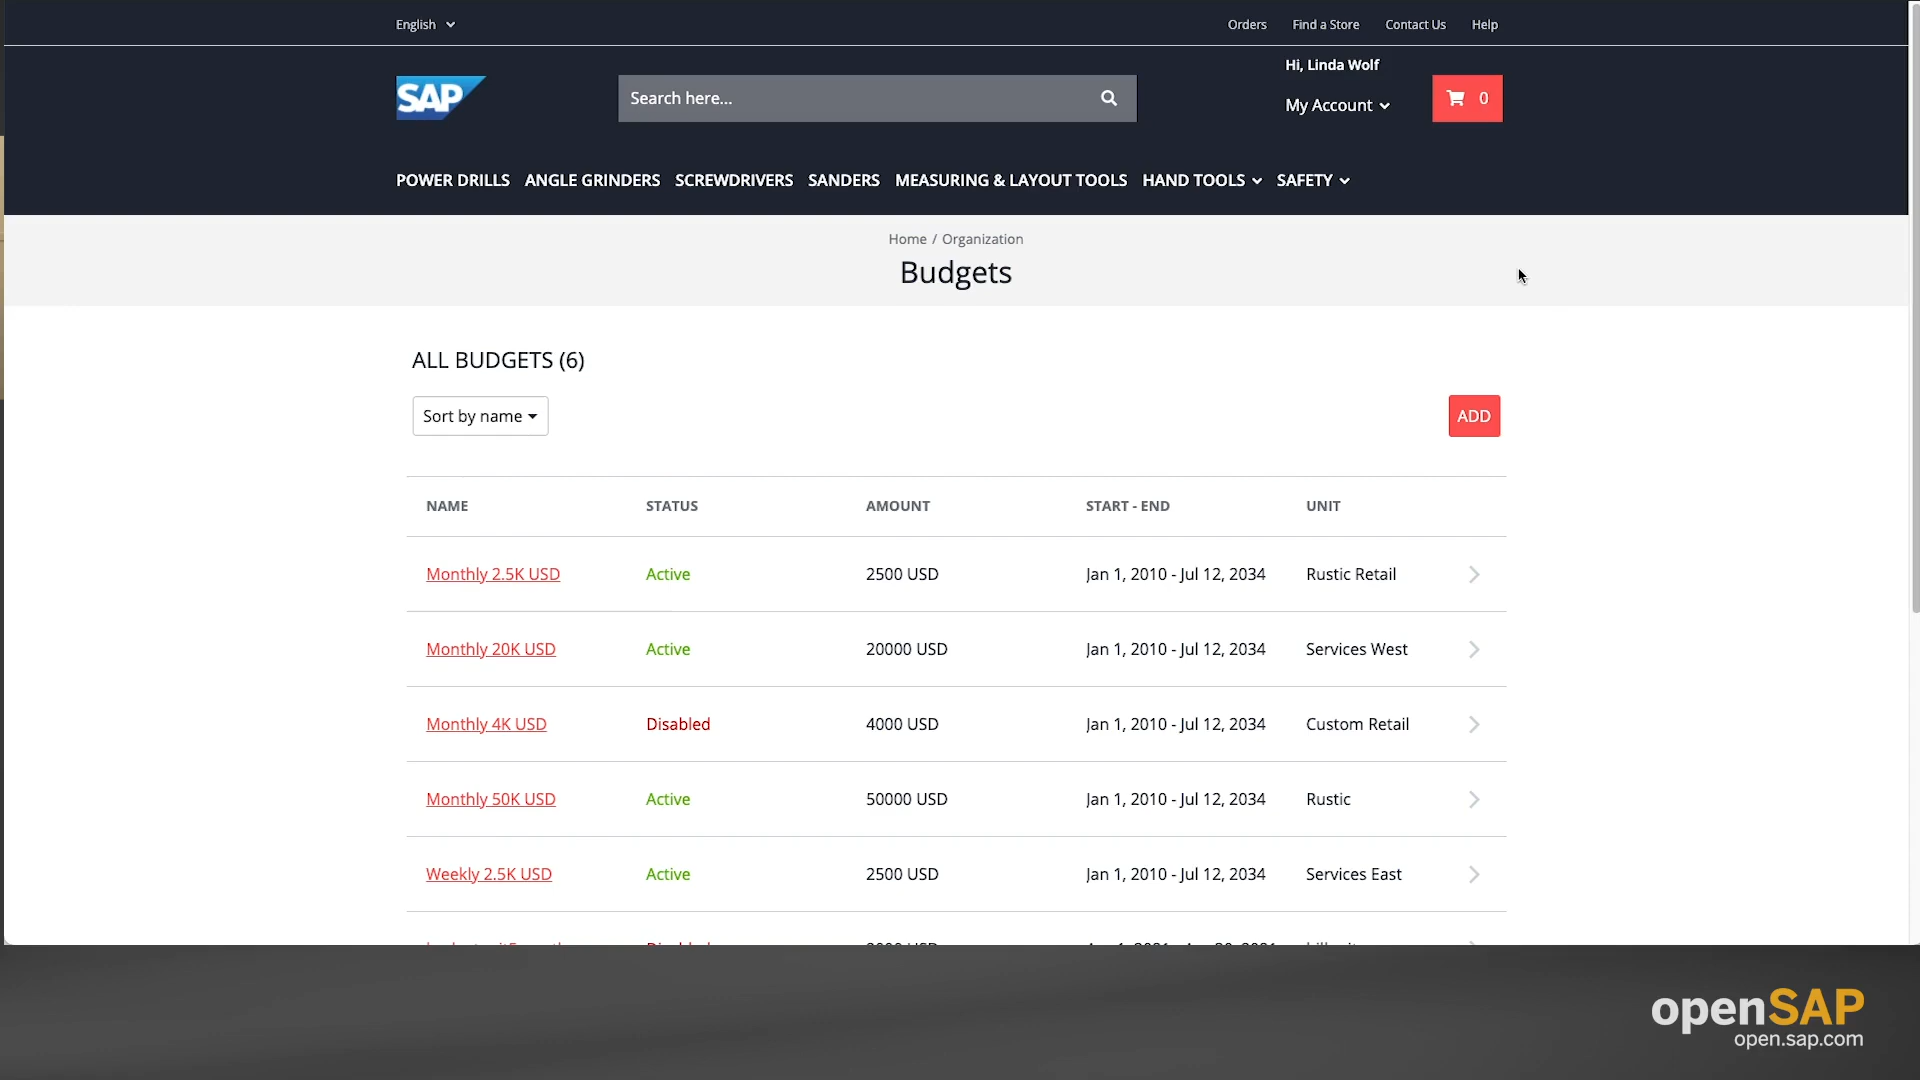 English
Orders Find a Store Contact Us Help
Hi, Linda Wolf
SAP
Search here...
My Account
0
POWER DRILLS ANGLE GRINDERS SCREWDRIVERS SANDERS MEASURING & LAYOUT TOOLS HAND TOOLS SAFETY
Home / Organization
Budgets
ALL BUDGETS (6)
Sort by name
ADD
NAME STATUS AMOUNT START - END UNIT
Monthly 2.5K USD Active 2500 USD Jan 1, 2010 - Jul 12, 2034 Rustic Retail
Monthly 20K USD Active 20000 USD Jan 1, 2010 - Jul 12, 2034 Services West
Monthly 4K USD Disabled 4000 USD Jan 1, 2010 - Jul 12, 2034 Custom Retail
Monthly 50K USD Active 50000 USD Jan 1, 2010 - Jul 12, 2034 Rustic
Weekly 2.5K USD Active 2500 USD Jan 1, 2010 - Jul 12, 2034 Services East
openSAP
open.sap.com